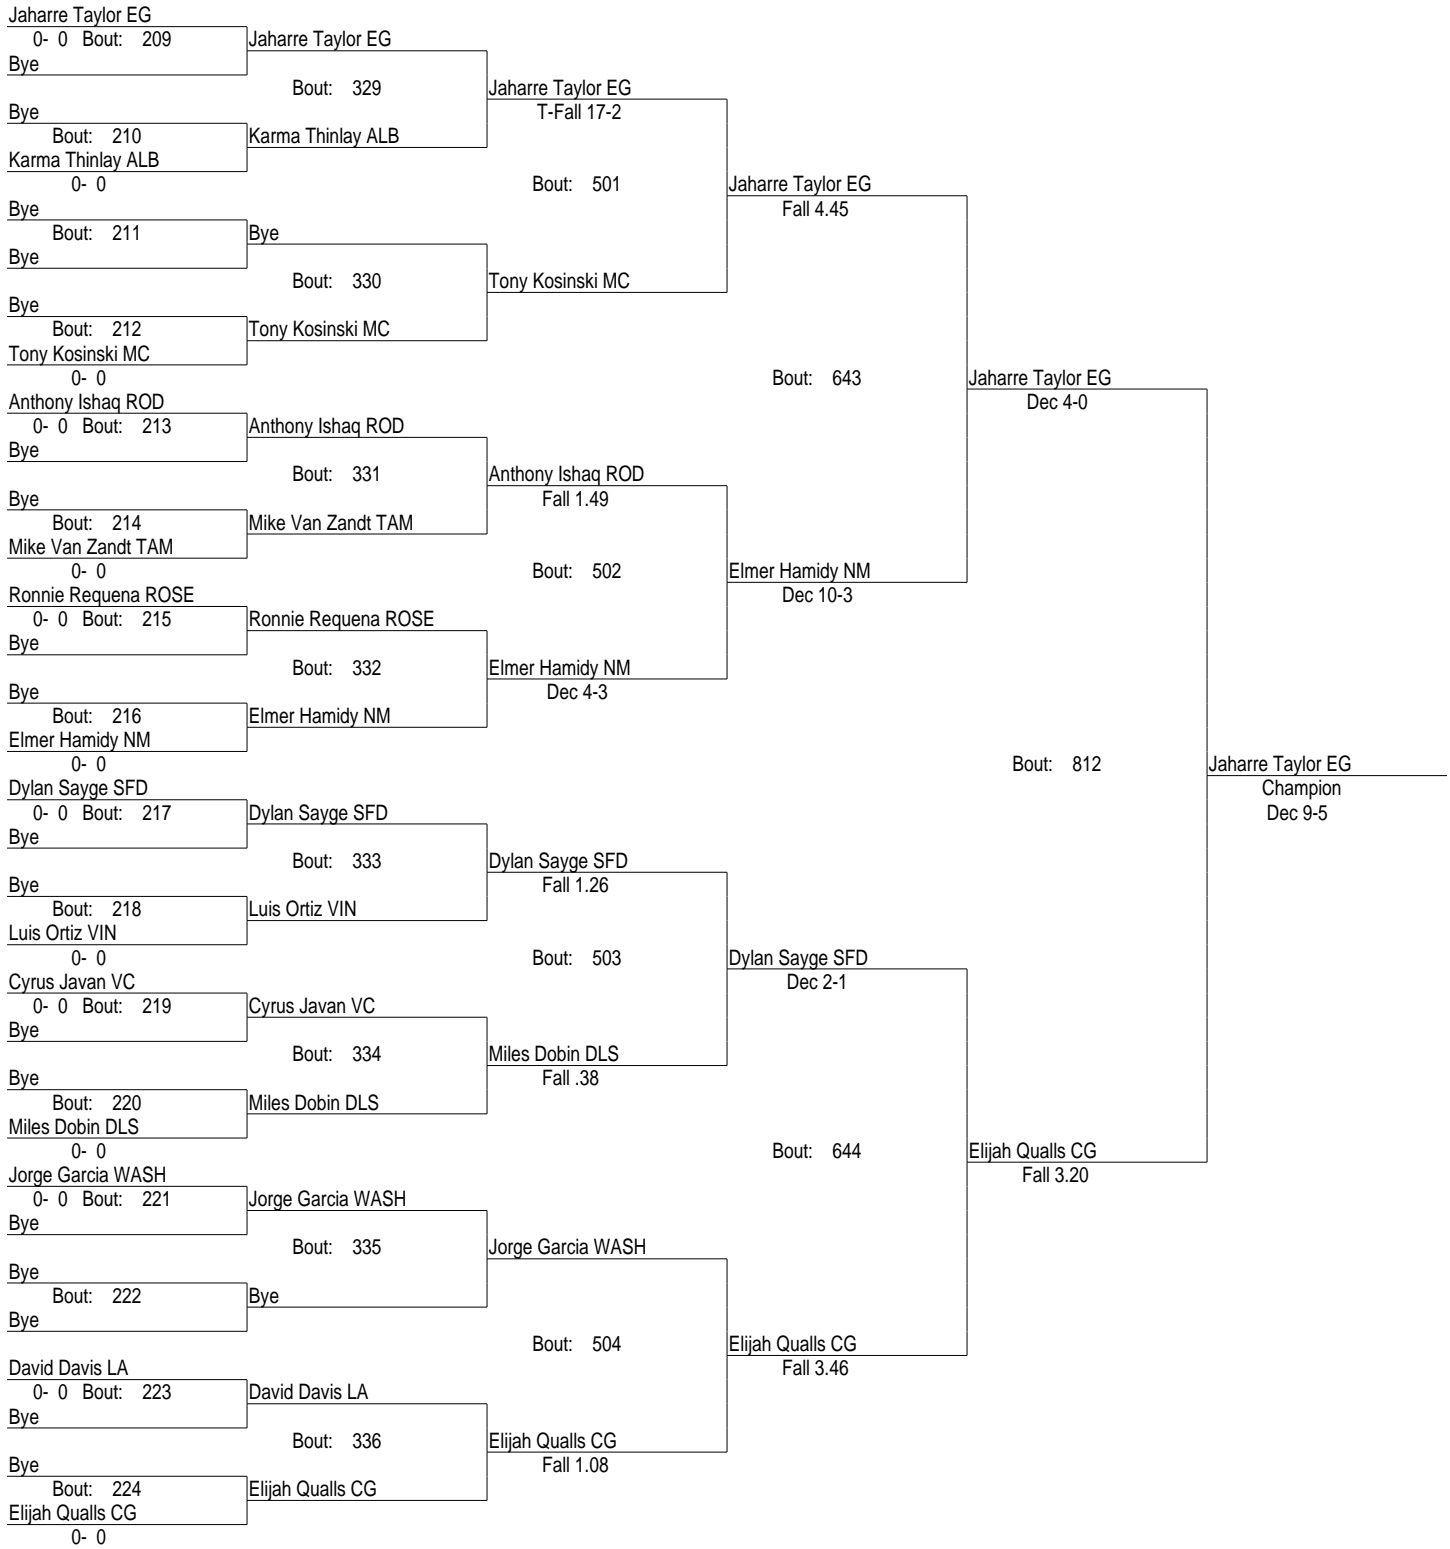 Jaharre Taylor EG
0- 0 Bout: 209 Jaharre Taylor EG
Bye
Bout: 329 Jaharre Taylor EG
Bye T-Fall 17-2
Bout: 210 Karma Thinlay ALB
Karma Thinlay ALB
0- 0 Bout: 501 Jaharre Taylor EG
Bye Fall 4.45
Bout: 211 Bye
Bye
Bout: 330 Tony Kosinski MC
Bye
Bout: 212 Tony Kosinski MC
Tony Kosinski MC
0- 0 Bout: 643 Jaharre Taylor EG
Anthony Ishaq ROD Dec 4-0
0- 0 Bout: 213 Anthony Ishaq ROD
Bye
Bout: 331 Anthony Ishaq ROD
Bye Fall 1.49
Bout: 214 Mike Van Zandt TAM
Mike Van Zandt TAM
0- 0 Bout: 502 Elmer Hamidy NM
Ronnie Requena ROSE Dec 10-3
0- 0 Bout: 215 Ronnie Requena ROSE
Bye
Bout: 332 Elmer Hamidy NM
Bye Dec 4-3
Bout: 216 Elmer Hamidy NM
Elmer Hamidy NM
0- 0 Bout: 812 Jaharre Taylor EG
Dylan Sayge SFD Champion
0- 0 Bout: 217 Dylan Sayge SFD Dec 9-5
Bye
Bout: 333 Dylan Sayge SFD
Bye Fall 1.26
Bout: 218 Luis Ortiz VIN
Luis Ortiz VIN
0- 0 Bout: 503 Dylan Sayge SFD
Cyrus Javan VC Dec 2-1
0- 0 Bout: 219 Cyrus Javan VC
Bye
Bout: 334 Miles Dobin DLS
Bye Fall .38
Bout: 220 Miles Dobin DLS
Miles Dobin DLS
0- 0 Bout: 644 Elijah Qualls CG
Jorge Garcia WASH Fall 3.20
0- 0 Bout: 221 Jorge Garcia WASH
Bye
Bout: 335 Jorge Garcia WASH
Bye
Bout: 222 Bye
Bye
Bout: 504 Elijah Qualls CG
David Davis LA Fall 3.46
0- 0 Bout: 223 David Davis LA
Bye
Bout: 336 Elijah Qualls CG
Bye Fall 1.08
Bout: 224 Elijah Qualls CG
Elijah Qualls CG
0- 0